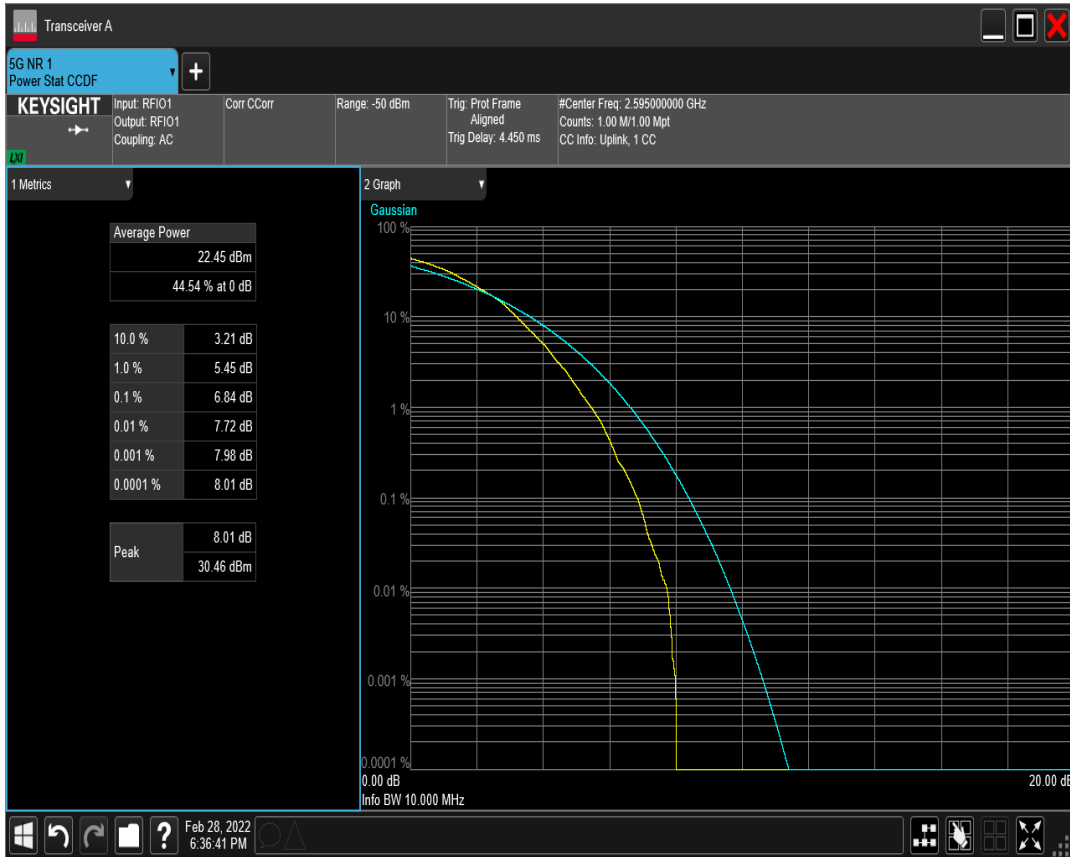 Transceiver A
5G NR 1
Power Stat CCDF
KEYSIGHT
LXI
Input: RFIO1
Output: RFIO1
Coupling: AC
Corr CCorr
Range: -50 dBm
Trig: Prot Frame
Aligned
Trig Delay: 4.450 ms
#Center Freq: 2.595000000 GHz
Counts: 1.00 M/1.00 Mpt
CC Info: Uplink, 1 CC
1 Metrics
Average Power
22.45 dBm
44.54 % at 0 dB
10.0 % 3.21 dB
1.0 % 5.45 dB
0.1 % 6.84 dB
0.01 % 7.72 dB
0.001 % 7.98 dB
0.0001 % 8.01 dB
Peak
8.01 dB
30.46 dBm
2 Graph
Gaussian
100 %
10 %
1 %
0.1 %
0.01 %
0.001 %
0.0001 %
0.00 dB 20.00 dB
Info BW 10.000 MHz
Feb 28, 2022
6:36:41 PM